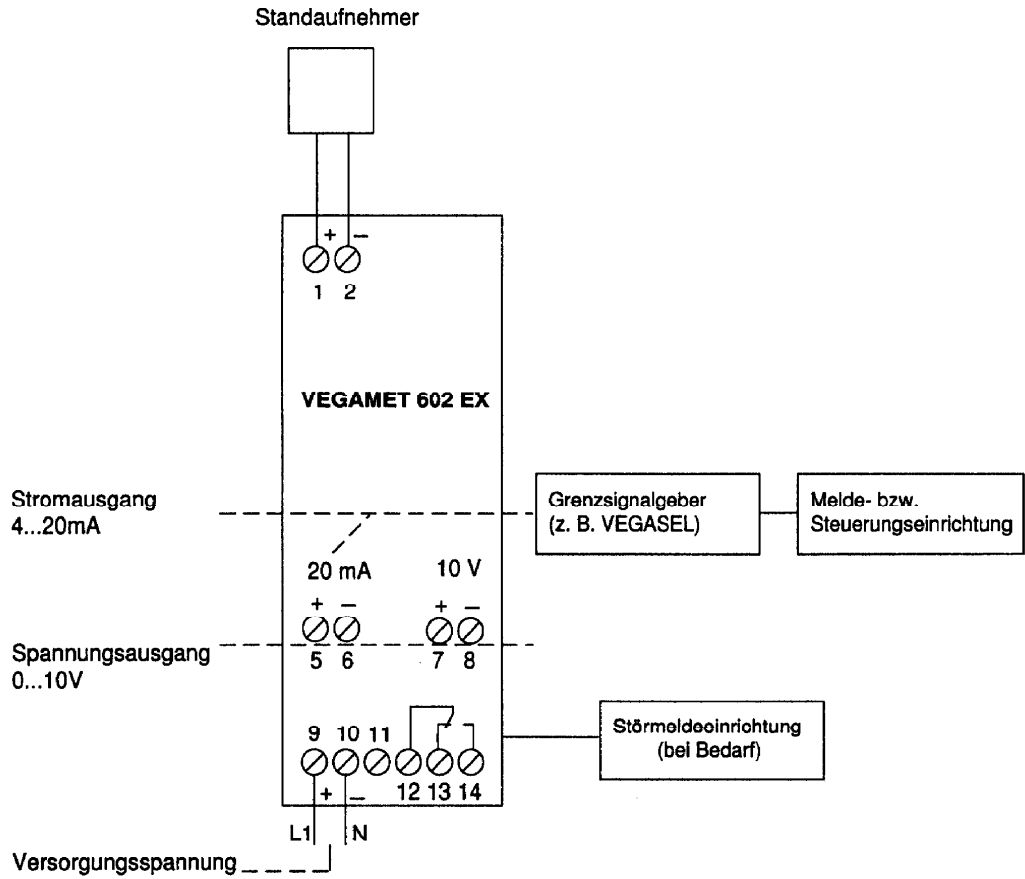 Standaufnehmer
+ –
1 2
VEGAMET 602 EX
Stromausgang
4...20mA
Grenzsignalgeber
(z. B. VEGASEL)
Melde- bzw.
Steuerungseinrichtung
20 mA 10 V
+ – + –
5 6 7 8
Spannungsausgang
0...10V
Störmeldeeinrichtung
(bei Bedarf)
9 10 11
12 13 14
+ –
L1 N
Versorgungsspannung